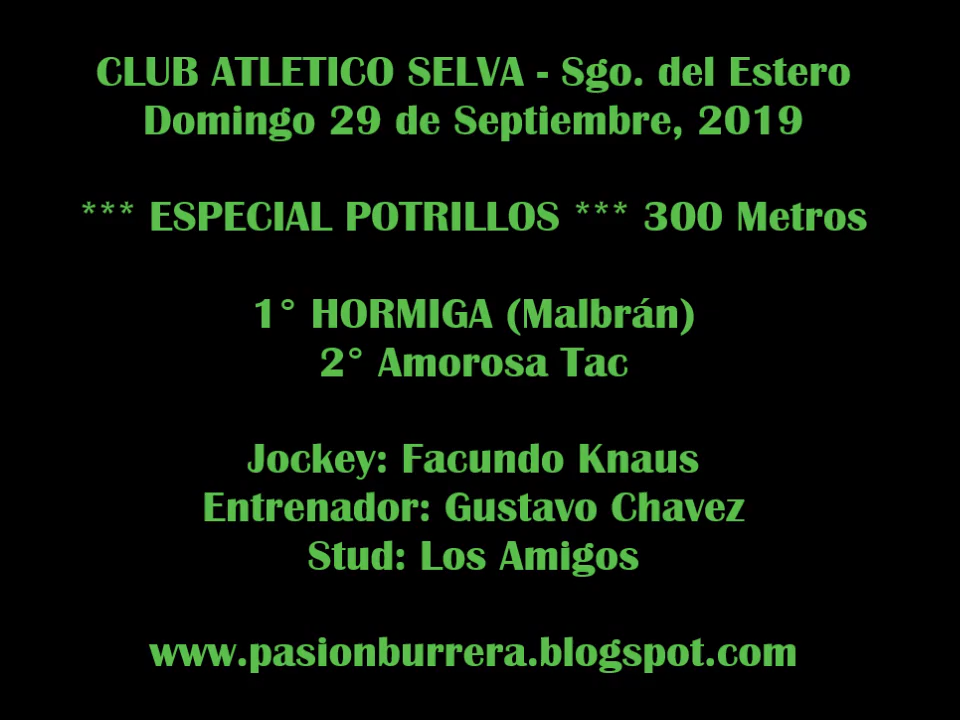 CLUB ATLETICO SELVA - Sgo. del Estero
Domingo 29 de Septiembre, 2019
*** ESPECIAL POTRILLOS *** 300 Metros
1° HORMIGA (Malbrán)
2° Amorosa Tac
Jockey: Facundo Knaus
Entrenador: Gustavo Chavez
Stud: Los Amigos
www.pasionburrera.blogspot.com